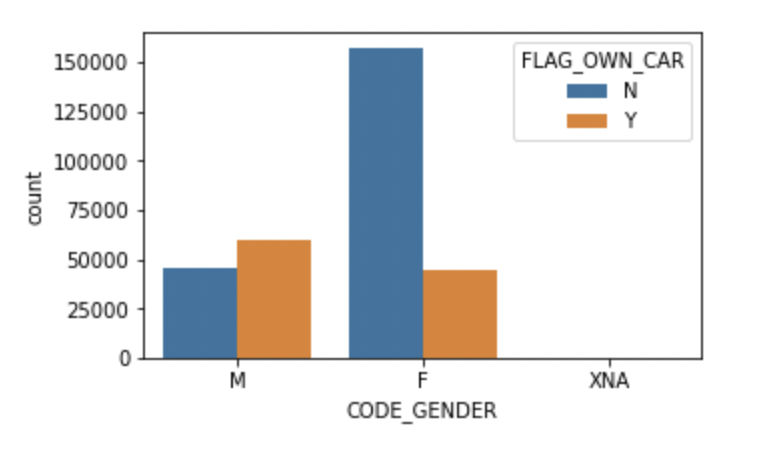 FLAG_OWN_CAR
N
Y
150000
125000
100000
75000
50000
25000
0
count
M F XNA
CODE_GENDER